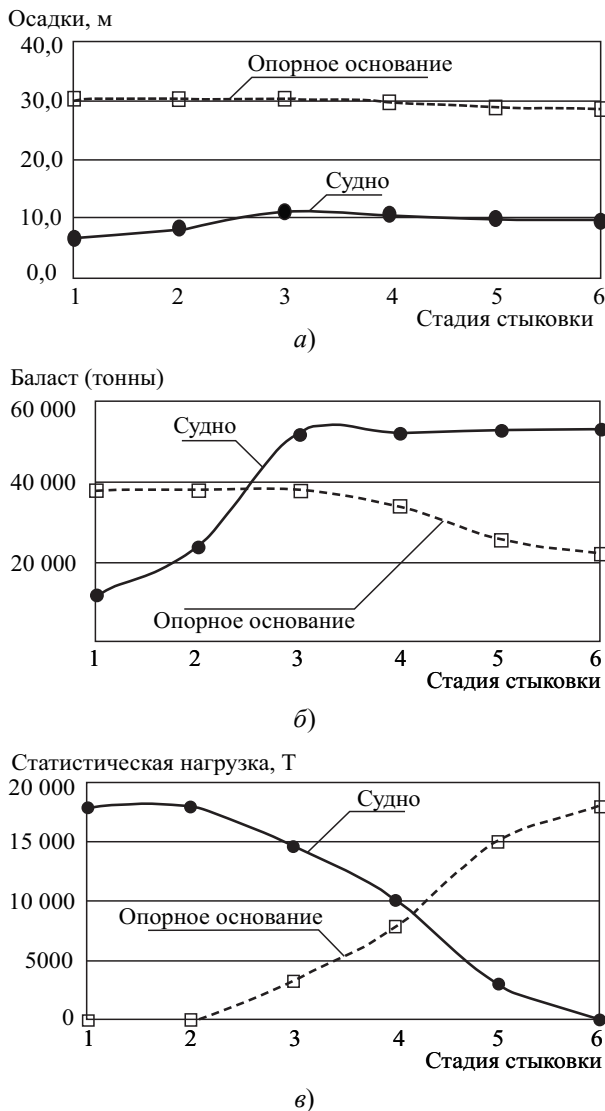 Осадки, м
40,0
Опорное основание
30,0
20,0
Судно
10,0
0,0
1 2 3 4 5 6
Стадия стыковки
а)
Баласт (тонны)
60 000
Судно
40 000
20 000
Опорное основание
1 2 3 4 5 6
Стадия стыковки
б)
Статистическая нагрузка, Т
20 000
Судно
15 000
10 000
Опорное основание
5000
0
1 2 3 4 5 6
Стадия стыковки
в)